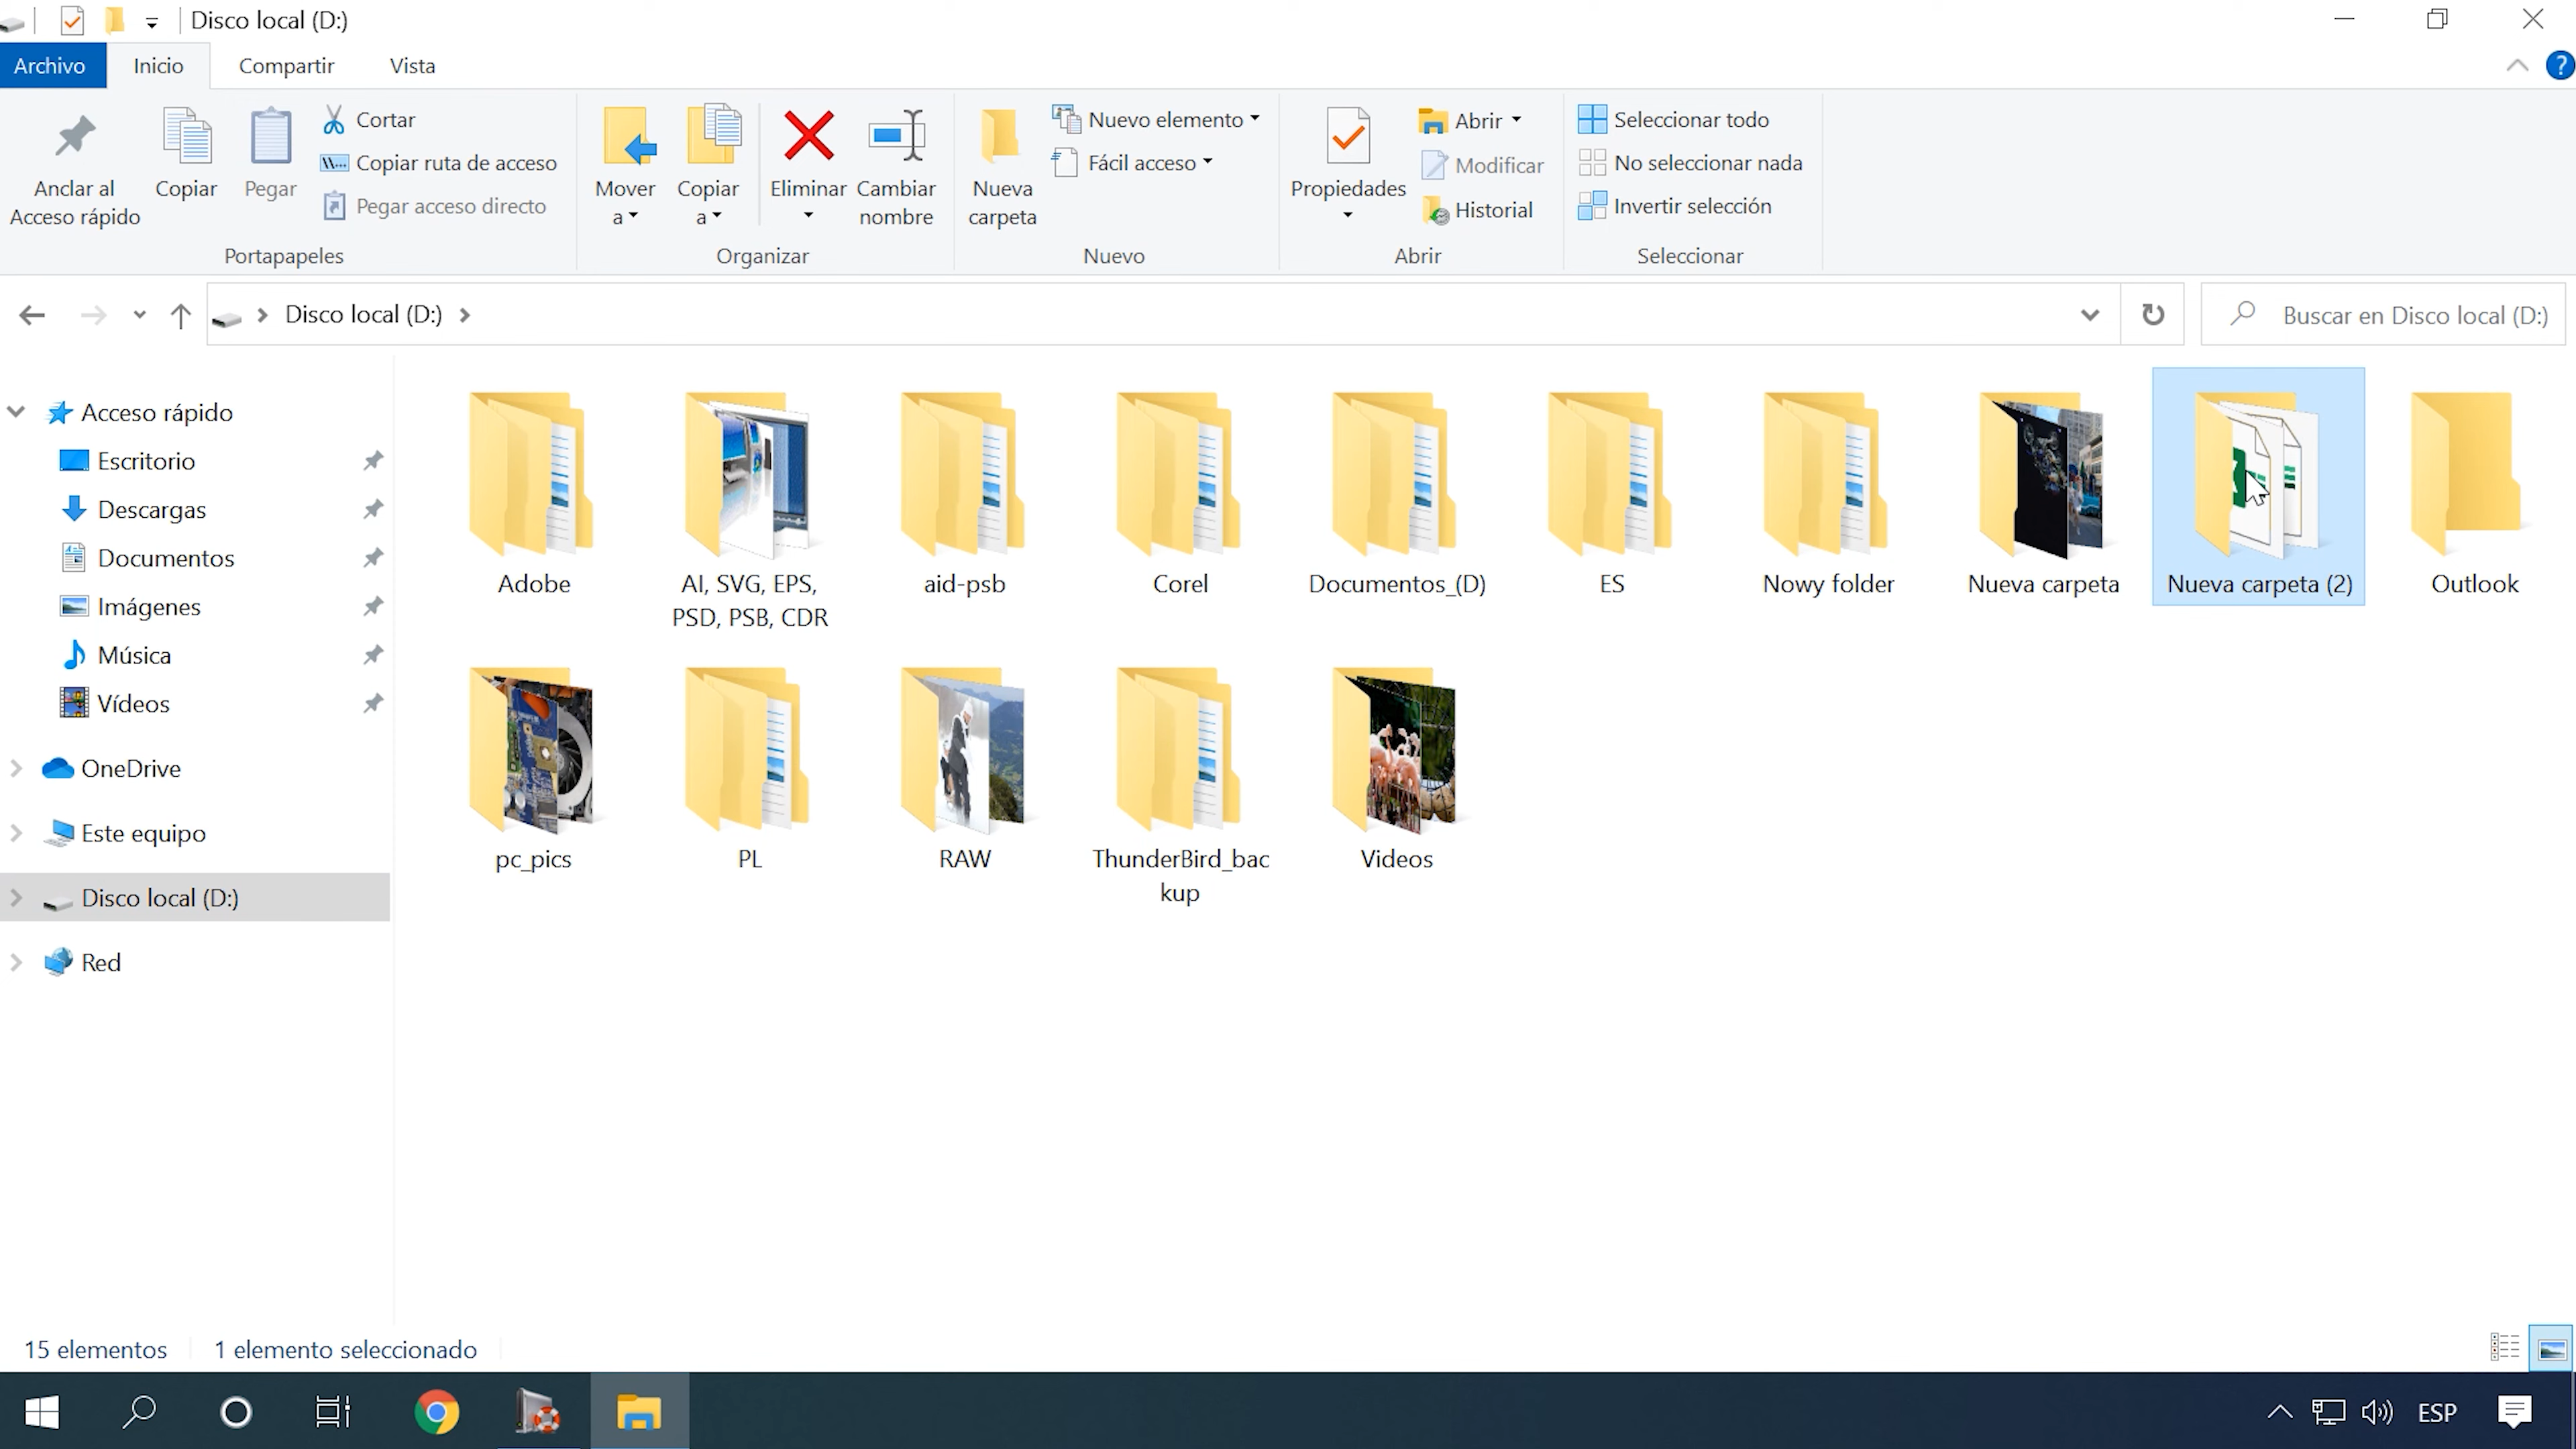 Disco local (D:)
Archivo Inicio Compartir Vista
Anclar al
Acceso rápido
Copiar
Pegar
Cortar
Copiar ruta de acceso
Pegar acceso directo
Portapapeles
Mover
a
Copiar
a
Eliminar
Cambiar
nombre
Organizar
Nueva
carpeta
Nuevo elemento
Fácil acceso
Nuevo
Propiedades
Abrir
Modificar
Historial
Abrir
Seleccionar todo
No seleccionar nada
Invertir selección
Seleccionar
Disco local (D:)
Buscar en Disco local (D:)
Acceso rápido
Escritorio
Descargas
Documentos
Imágenes
Música
Vídeos
OneDrive
Este equipo
Disco local (D:)
Red
Adobe
AI, SVG, EPS,
PSD, PSB, CDR
aid-psb
Corel
Documentos_(D)
ES
Nowy folder
Nueva carpeta
Nueva carpeta (2)
Outlook
pc_pics
PL
RAW
ThunderBird_bac
kup
Videos
15 elementos 1 elemento seleccionado
ESP